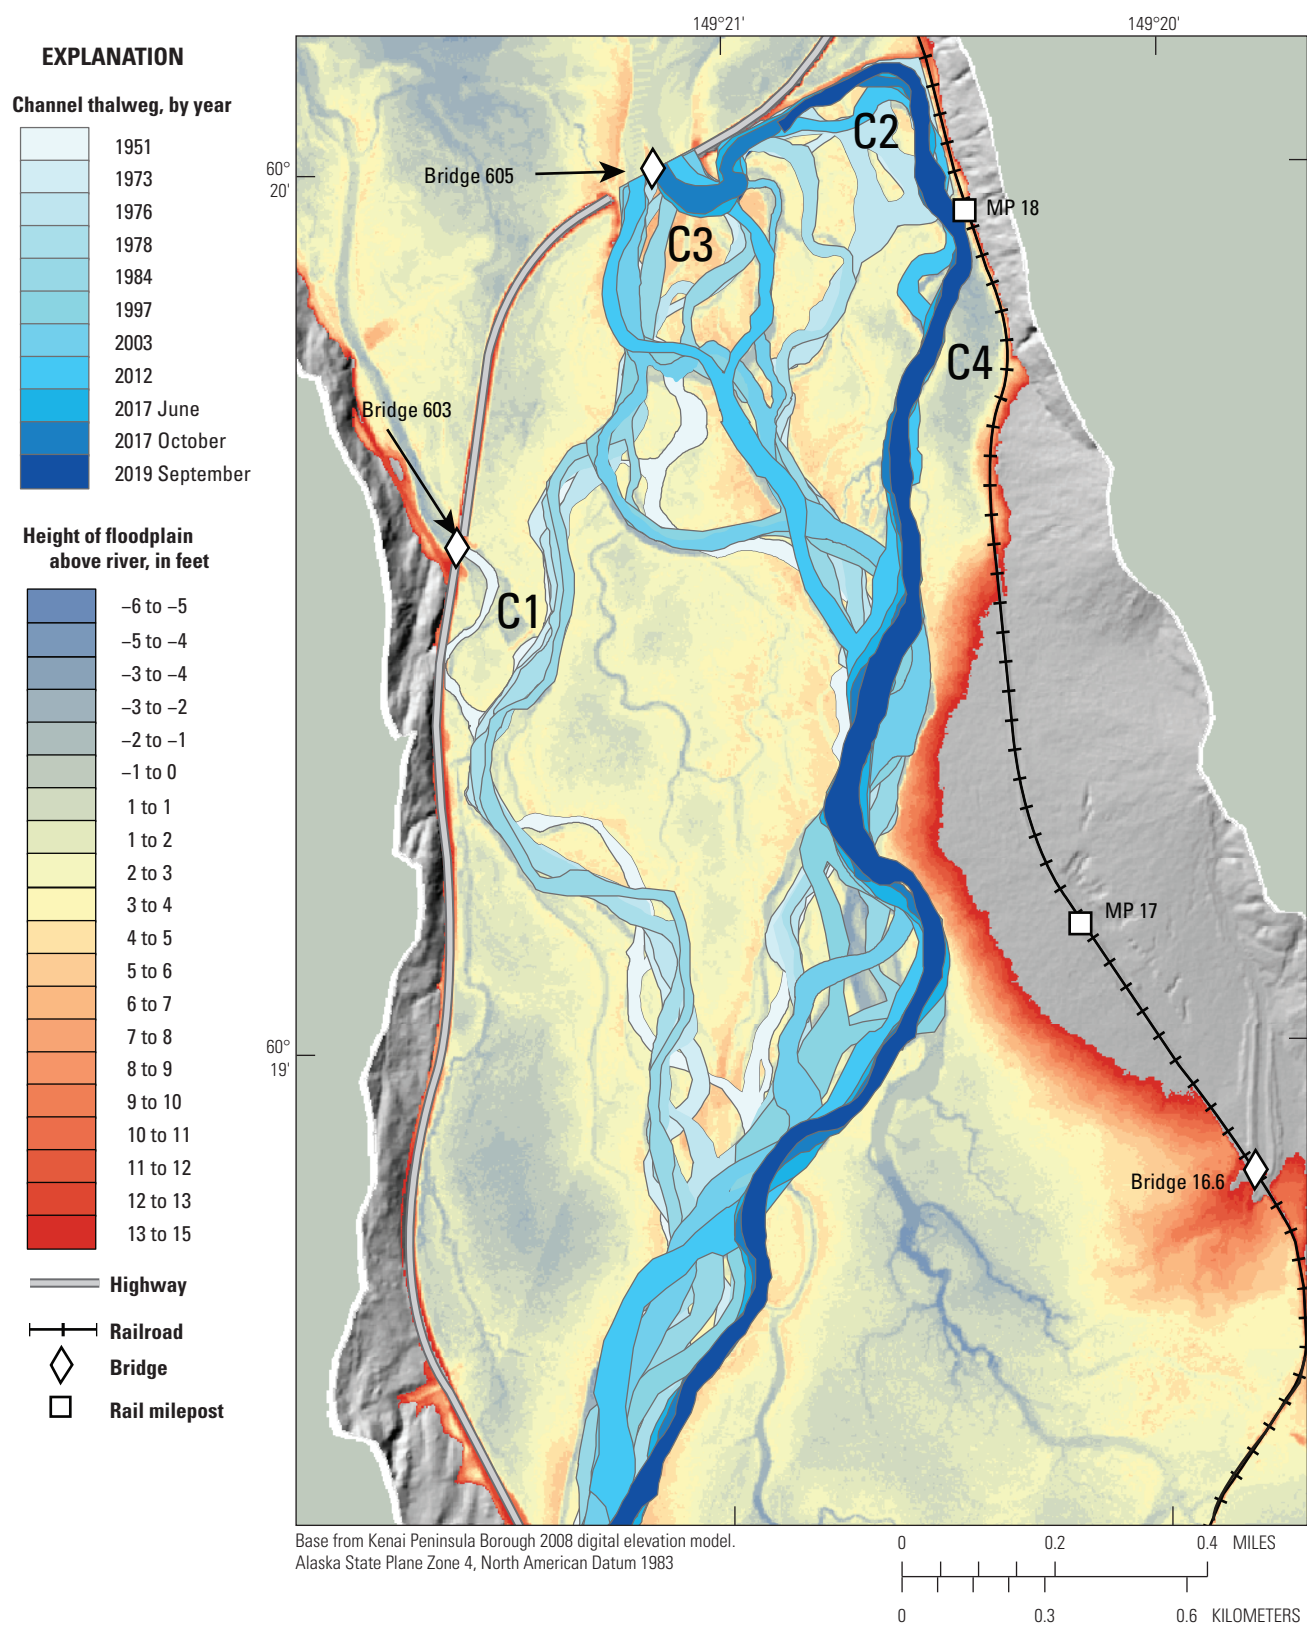 EXPLANATION
Channel thalweg, by year
1951
1973
1976
1978
1984
1997
2003
2012
2017 June
2017 October
2019 September
Height of floodplain
above river, in feet
−6 to −5
−5 to −4
−3 to −4
−3 to −2
−2 to −1
−1 to 0
1 to 1
1 to 2
2 to 3
3 to 4
4 to 5
5 to 6
6 to 7
7 to 8
8 to 9
9 to 10
10 to 11
11 to 12
12 to 13
13 to 15
Highway
Railroad
Bridge
Rail milepost
149°21'
149°20'
60°
20'
60°
19'
Bridge 605
C2
MP 18
C3
C4
Bridge 603
C1
MP 17
Bridge 16.6
Base from Kenai Peninsula Borough 2008 digital elevation model.
Alaska State Plane Zone 4, North American Datum 1983
0 0.2 0.4 MILES
0 0.3 0.6 KILOMETERS